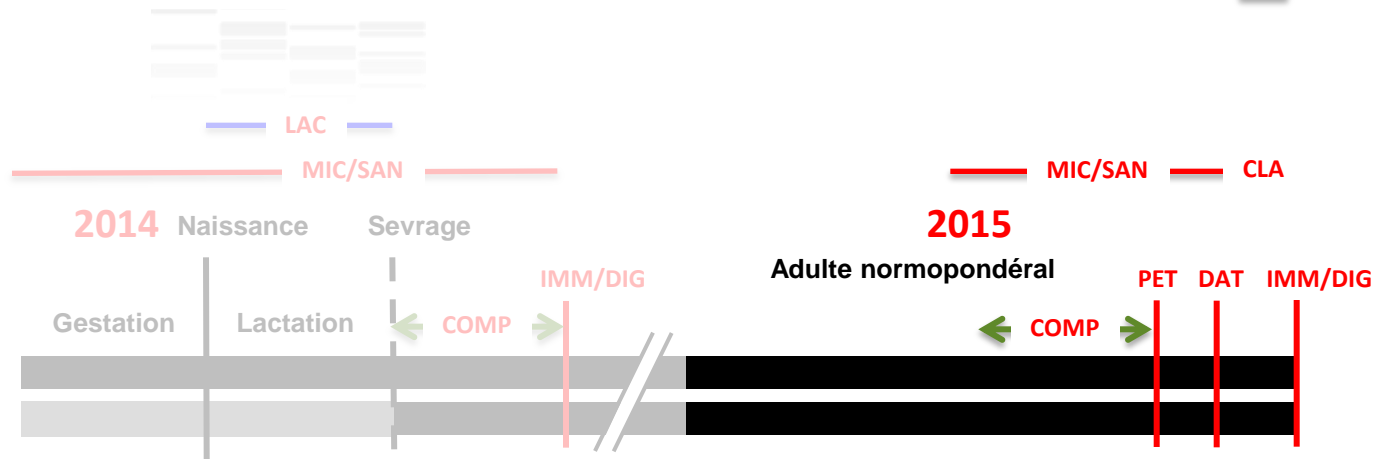 LAC
MIC/SAN MIC/SAN CLA
2014 Naissance Sevrage 2015
Adulte normopondéral
IMM/DIG PET DAT IMM/DIG
Gestation Lactation COMP COMP